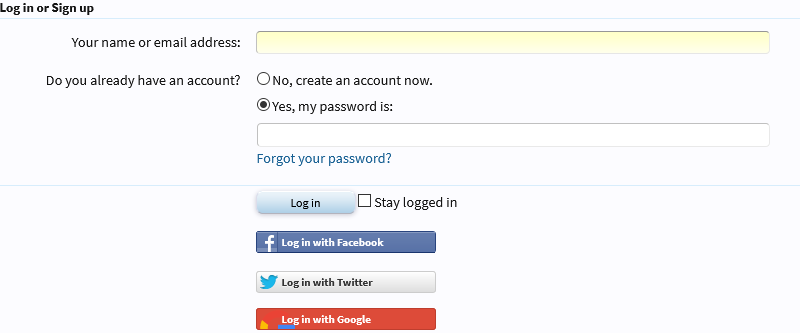 Log in or Sign up
Your name or email address:
Do you already have an account?
No, create an account now.
Yes, my password is:
Forgot your password?
Log in
Stay logged in
Log in with Facebook
Log in with Twitter
Log in with Google